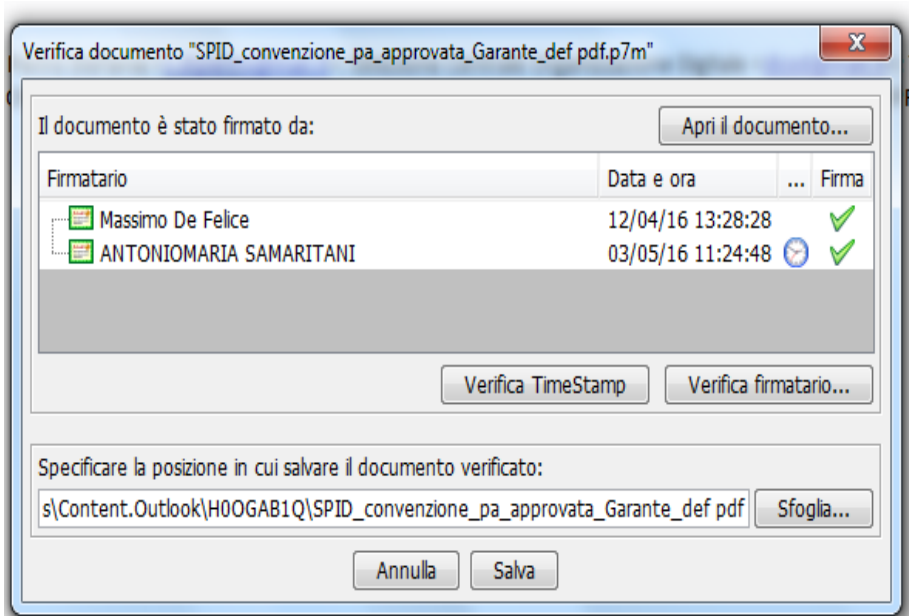 Verifica documento "SPID_convenzione_pa_approvata_Garante_def pdf.p7m"
Il documento è stato firmato da:
Apri il documento...
Firmatario Data e ora ... Firma
Massimo De Felice 12/04/16 13:28:28
ANTONIOMARIA SAMARITANI 03/05/16 11:24:48
Verifica TimeStamp Verifica firmatario...
Specificare la posizione in cui salvare il documento verificato:
s\Content.Outlook\H0OGAB1Q\SPID_convenzione_pa_approvata_Garante_def pdf Sfoglia...
Annulla Salva